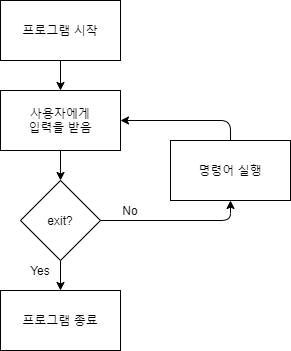 프로그램 시작
사용자에게
입력을 받음
명령어 실행
exit?
No
Yes
프로그램 종료